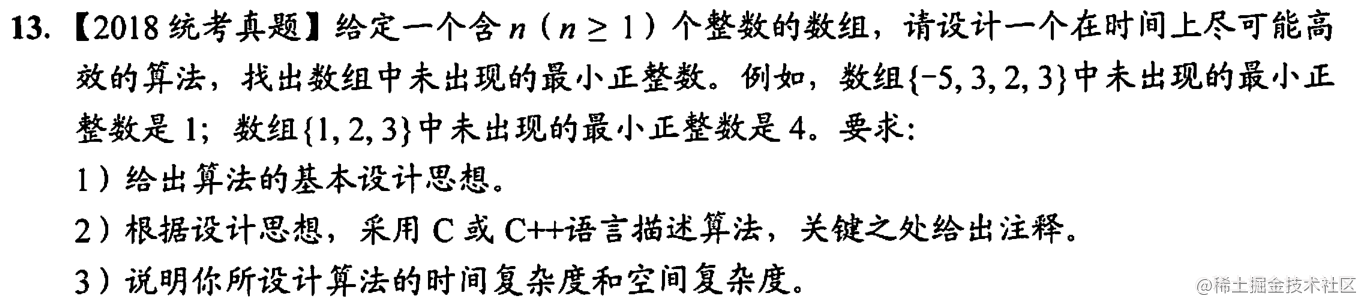 13.【2018 统考真题】给定一个含 n（n ≥ 1）个整数的数组，请设计一个在时间上尽可能高
效的算法，找出数组中未出现的最小正整数。例如，数组{-5, 3, 2, 3}中未出现的最小正
整数是 1；数组{1, 2, 3}中未出现的最小正整数是 4。要求：
1）给出算法的基本设计思想。
2）根据设计思想，采用 C 或 C++语言描述算法，关键之处给出注释。
3）说明你所设计算法的时间复杂度和空间复杂度。
@稀土掘金技术社区